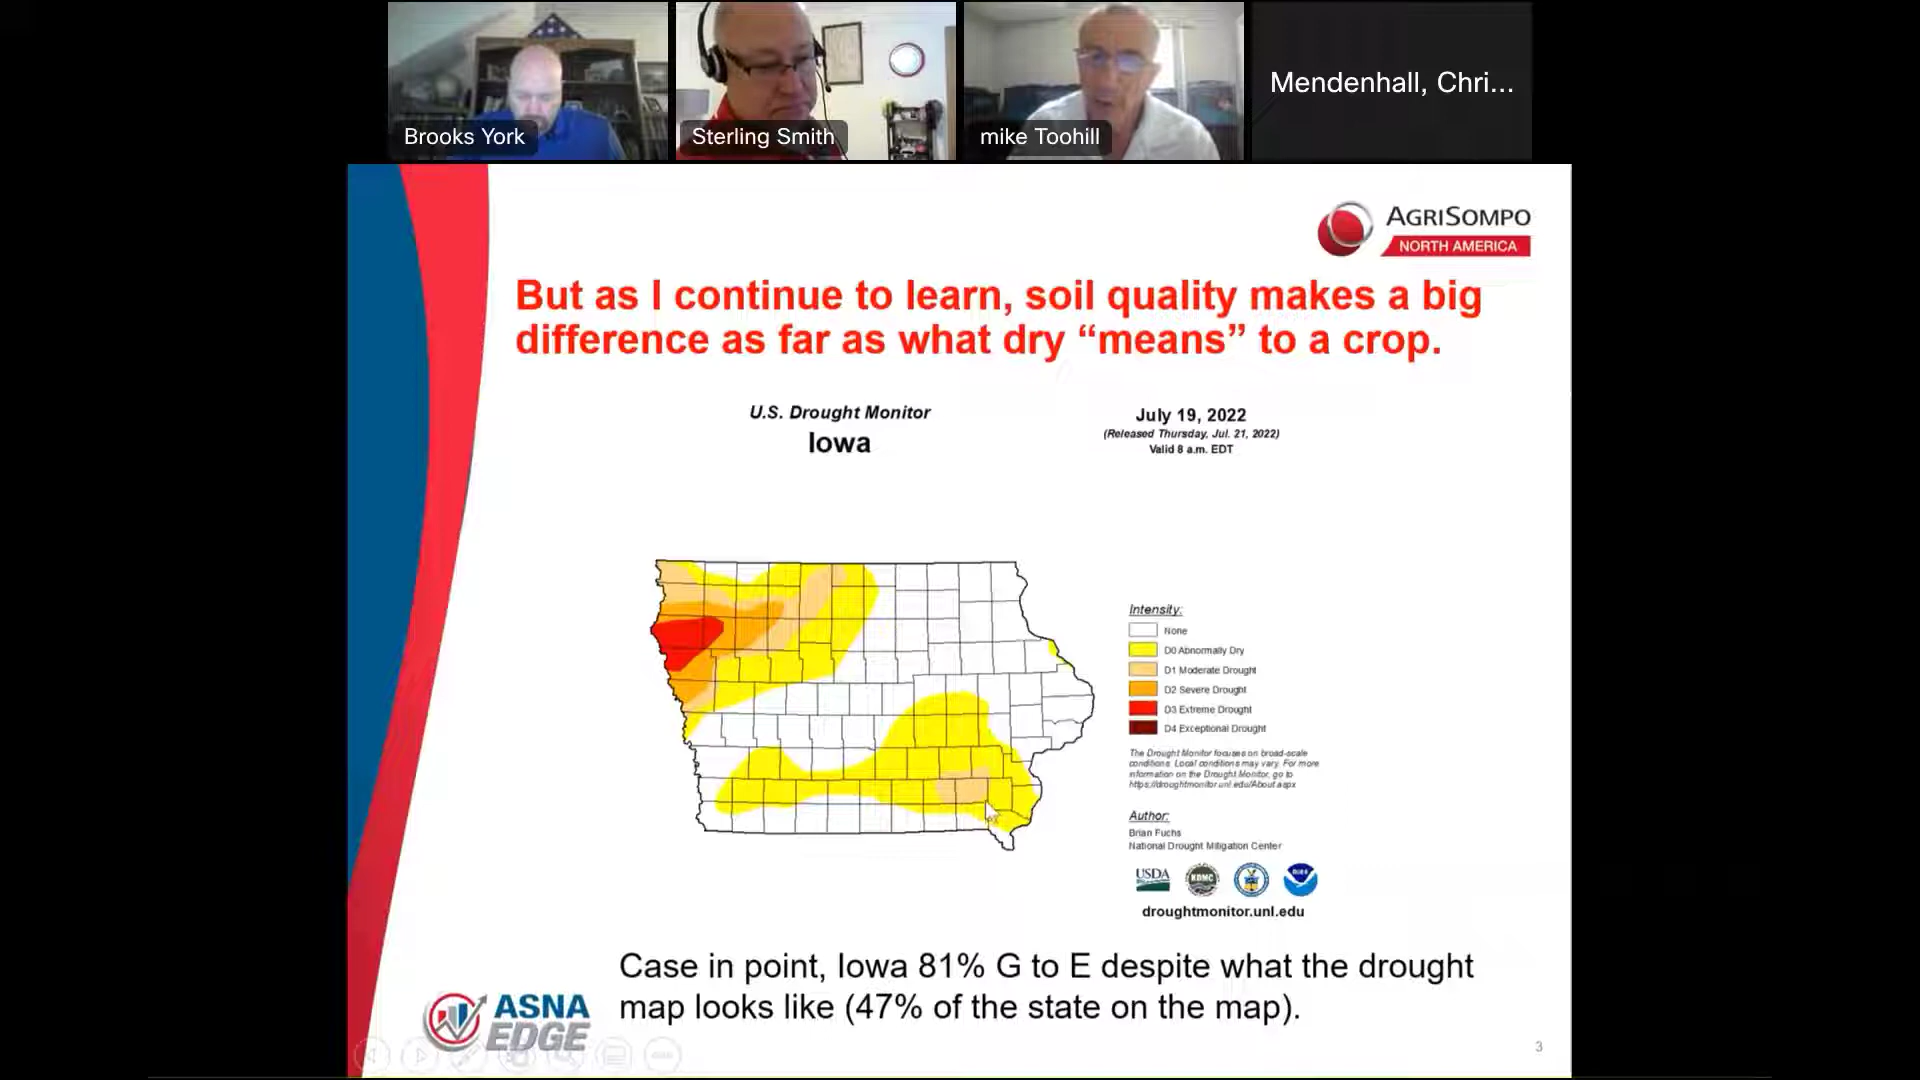 Brooks York
Sterling Smith
mike Toohill
Mendenhall, Chri...
AGRISOMPO
NORTH AMERICA
But as I continue to learn, soil quality makes a big
difference as far as what dry “means” to a crop.
U.S. Drought Monitor
Iowa
July 19, 2022
(Released Thursday, Jul. 21, 2022)
Valid 8 a.m. EDT
Intensity:
None
D0 Abnormally Dry
D1 Moderate Drought
D2 Severe Drought
D3 Extreme Drought
D4 Exceptional Drought
The Drought Monitor focuses on broad-scale
conditions. Local conditions may vary. For more
information on the Drought Monitor, go to
https://droughtmonitor.unl.edu/About.aspx
Author:
Brian Fuchs
National Drought Mitigation Center
USDA
droughtmonitor.unl.edu
Case in point, Iowa 81% G to E despite what the drought
map looks like (47% of the state on the map).
ASNA
EDGE
3